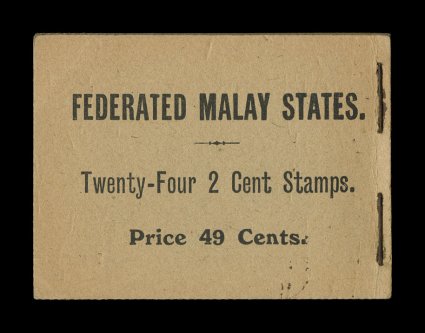 FEDERATED MALAY STATES.
Twenty-Four 2 Cent Stamps.
Price 49 Cents.